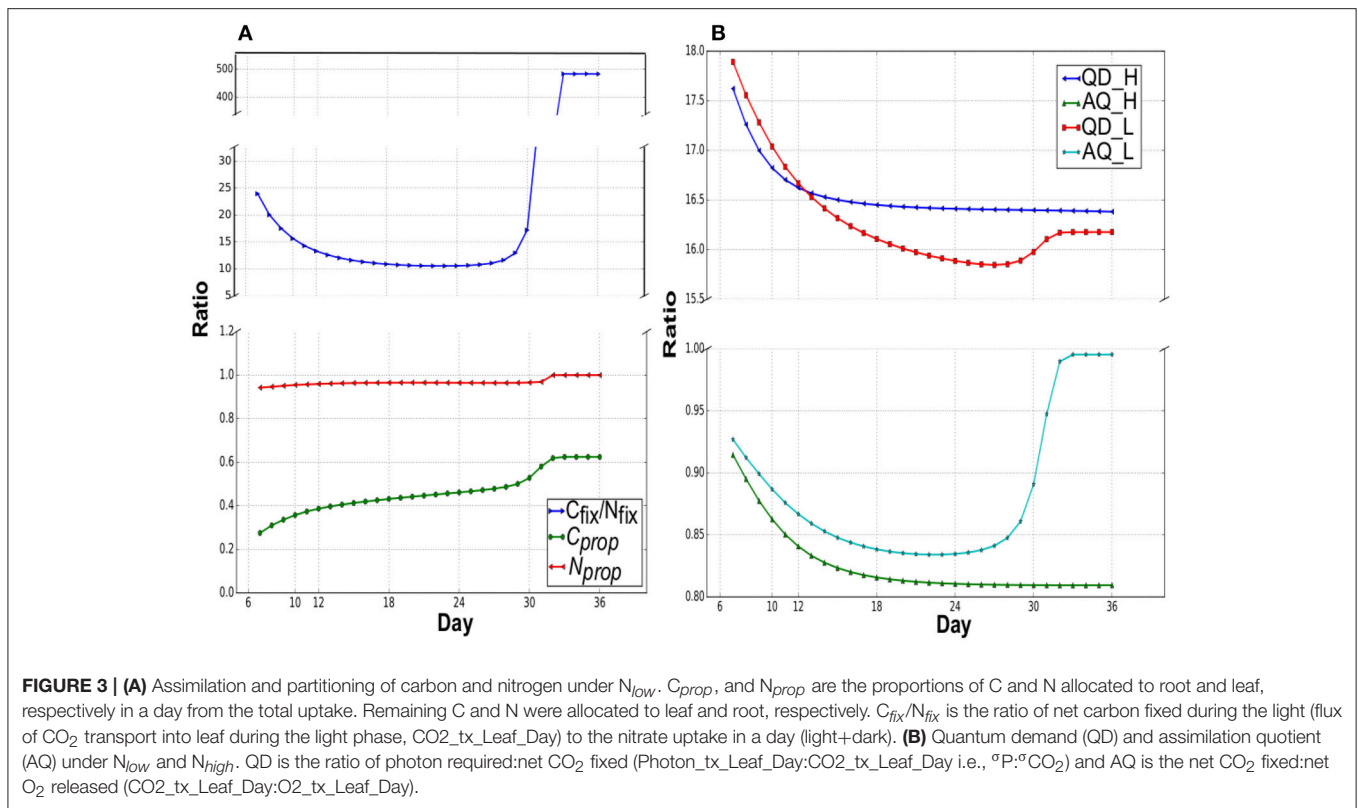 A
B
500
400
30
25
20
15
10
5
Ratio
1.2
1.0
0.8
0.6
0.4
0.2
0.0
6 10 12 18 24 30 36
Day
C_fix/N_fix
C_prop
N_prop
18.0
17.5
17.0
16.5
16.0
15.5
Ratio
1.00
0.95
0.90
0.85
0.80
6 10 12 18 24 30 36
Day
QD_H
AQ_H
QD_L
AQ_L
FIGURE 3 | (A) Assimilation and partitioning of carbon and nitrogen under N_low. C_prop, and N_prop are the proportions of C and N allocated to root and leaf,
respectively in a day from the total uptake. Remaining C and N were allocated to leaf and root, respectively. C_fix/N_fix is the ratio of net carbon fixed during the light (flux
of CO₂ transport into leaf during the light phase, CO2_tx_Leaf_Day) to the nitrate uptake in a day (light+dark). (B) Quantum demand (QD) and assimilation quotient
(AQ) under N_low and N_high. QD is the ratio of photon required:net CO₂ fixed (Photon_tx_Leaf_Day:CO2_tx_Leaf_Day i.e., σP:σCO₂) and AQ is the net CO₂ fixed:net
O₂ released (CO2_tx_Leaf_Day:O2_tx_Leaf_Day).